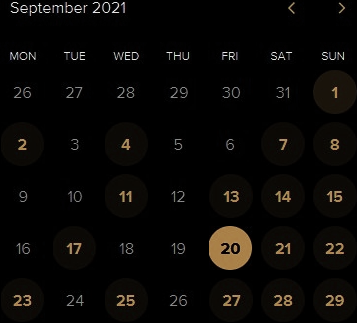 September 2021
MON TUE WED THU FRI SAT SUN
26 27 28 29 30 31 1
2 3 4 5 6 7 8
9 10 11 12 13 14 15
16 17 18 19 20 21 22
23 24 25 26 27 28 29